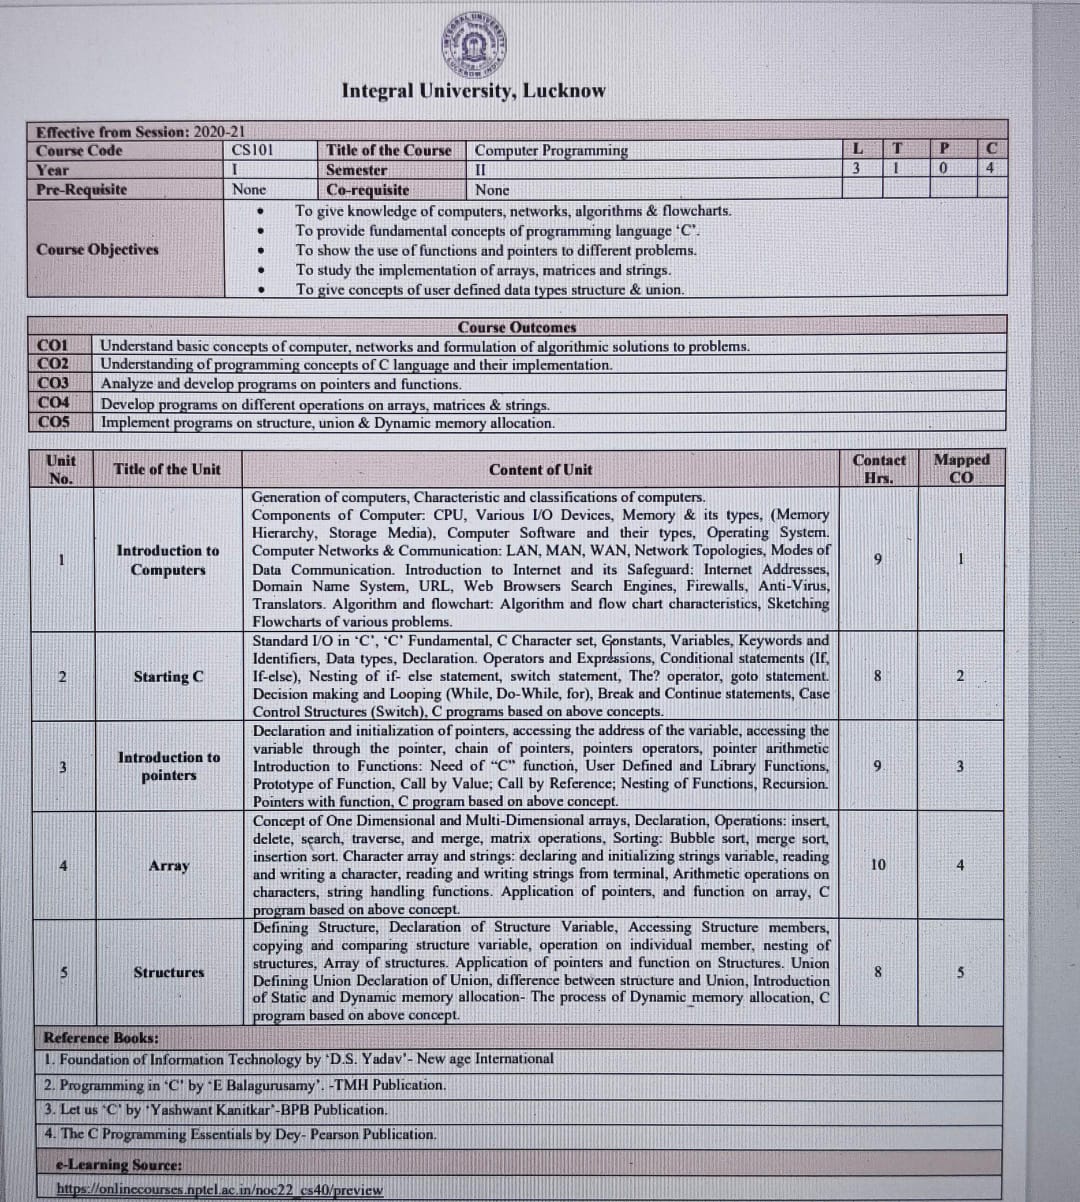 INTEGRAL UNIVERSITY
LUCKNOW INDIA
Integral University, Lucknow
Effective from Session: 2020-21
Course Code CS101 Title of the Course Computer Programming L T P C
Year I Semester II 3 1 0 4
Pre-Requisite None Co-requisite None
Course Objectives
• To give knowledge of computers, networks, algorithms & flowcharts.
• To provide fundamental concepts of programming language 'C'.
• To show the use of functions and pointers to different problems.
• To study the implementation of arrays, matrices and strings.
• To give concepts of user defined data types structure & union.
Course Outcomes
CO1 Understand basic concepts of computer, networks and formulation of algorithmic solutions to problems.
CO2 Understanding of programming concepts of C language and their implementation.
CO3 Analyze and develop programs on pointers and functions.
CO4 Develop programs on different operations on arrays, matrices & strings.
CO5 Implement programs on structure, union & Dynamic memory allocation.
Unit No. Title of the Unit Content of Unit Contact Hrs. Mapped CO
1 Introduction to Computers
Generation of computers, Characteristic and classifications of computers.
Components of Computer: CPU, Various I/O Devices, Memory & its types, (Memory
Hierarchy, Storage Media), Computer Software and their types, Operating System.
Computer Networks & Communication: LAN, MAN, WAN, Network Topologies, Modes of
Data Communication. Introduction to Internet and its Safeguard: Internet Addresses,
Domain Name System, URL, Web Browsers Search Engines, Firewalls, Anti-Virus,
Translators. Algorithm and flowchart: Algorithm and flow chart characteristics, Sketching
Flowcharts of various problems.
9 1
2 Starting C
Standard I/O in 'C', 'C' Fundamental, C Character set, Constants, Variables, Keywords and
Identifiers, Data types, Declaration. Operators and Expressions, Conditional statements (If,
If-else), Nesting of if- else statement, switch statement, The? operator, goto statement.
Decision making and Looping (While, Do-While, for), Break and Continue statements, Case
Control Structures (Switch), C programs based on above concepts.
8 2
3 Introduction to pointers
Declaration and initialization of pointers, accessing the address of the variable, accessing the
variable through the pointer, chain of pointers, pointers operators, pointer arithmetic
Introduction to Functions: Need of "C" function, User Defined and Library Functions,
Prototype of Function, Call by Value; Call by Reference; Nesting of Functions, Recursion.
Pointers with function, C program based on above concept.
9 3
4 Array
Concept of One Dimensional and Multi-Dimensional arrays, Declaration, Operations: insert,
delete, search, traverse, and merge, matrix operations, Sorting: Bubble sort, merge sort,
insertion sort. Character array and strings: declaring and initializing strings variable, reading
and writing a character, reading and writing strings from terminal, Arithmetic operations on
characters, string handling functions. Application of pointers, and function on array, C
program based on above concept.
10 4
5 Structures
Defining Structure, Declaration of Structure Variable, Accessing Structure members,
copying and comparing structure variable, operation on individual member, nesting of
structures, Array of structures. Application of pointers and function on Structures. Union
Defining Union Declaration of Union, difference between structure and Union, Introduction
of Static and Dynamic memory allocation- The process of Dynamic memory allocation, C
program based on above concept.
8 5
Reference Books:
1. Foundation of Information Technology by 'D.S. Yadav'- New age International
2. Programming in 'C' by 'E Balagurusamy'. -TMH Publication.
3. Let us 'C' by 'Yashwant Kanitkar'-BPB Publication.
4. The C Programming Essentials by Dey- Pearson Publication.
e-Learning Source:
https://onlinecourses.nptel.ac.in/noc22_cs40/preview